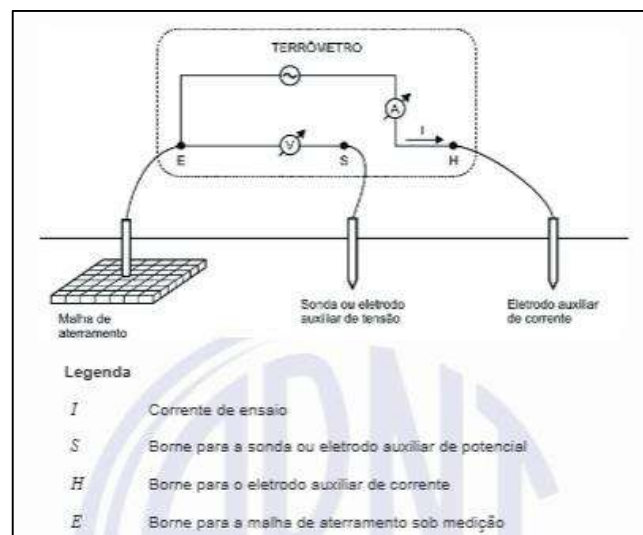 TERRÔMETRO
A
I
V
E
S
H
Malha de
aterramento
Sonda ou eletrodo
auxiliar de tensão
Eletrodo auxiliar
de corrente
Legenda
I Corrente de ensaio
S Borne para a sonda ou eletrodo auxiliar de potencial
H Borne para o eletrodo auxiliar de corrente
E Borne para a malha de aterramento sob medição